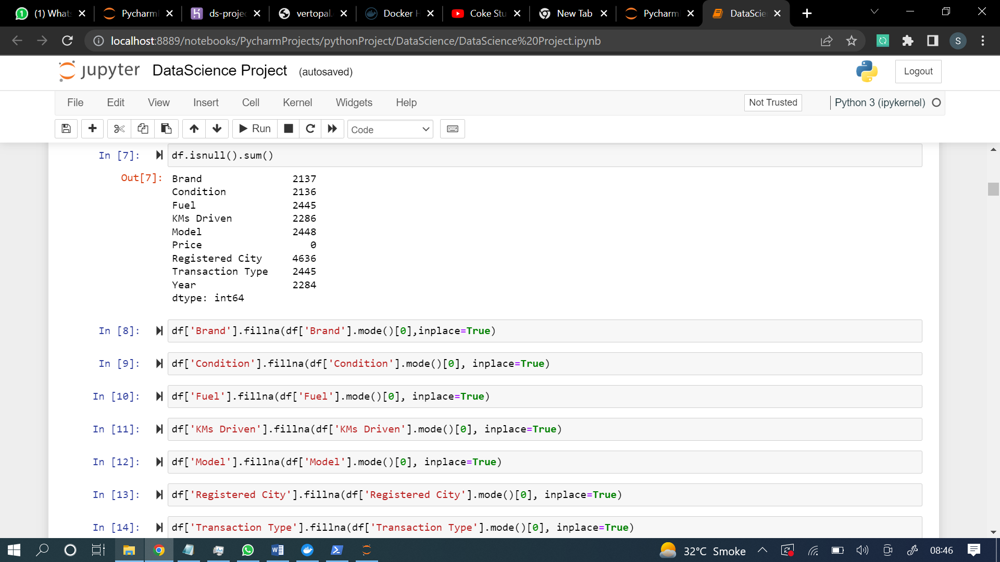 (1) Whats
Pycharm
ds-projec
vertopal.
Docker H
Coke Stu
New Tab
Pycharm
DataScie
localhost:8889/notebooks/PycharmProjects/pythonProject/DataScience/DataScience%20Project.ipynb
S
jupyter DataScience Project (autosaved)
Logout
File Edit View Insert Cell Kernel Widgets Help
Not Trusted
Python 3 (ipykernel)
Run
Code
In [7]: df.isnull().sum()
Out[7]: Brand 2137
Condition 2136
Fuel 2445
KMs Driven 2286
Model 2448
Price 0
Registered City 4636
Transaction Type 2445
Year 2284
dtype: int64
In [8]: df['Brand'].fillna(df['Brand'].mode()[0],inplace=True)
In [9]: df['Condition'].fillna(df['Condition'].mode()[0], inplace=True)
In [10]: df['Fuel'].fillna(df['Fuel'].mode()[0], inplace=True)
In [11]: df['KMs Driven'].fillna(df['KMs Driven'].mode()[0], inplace=True)
In [12]: df['Model'].fillna(df['Model'].mode()[0], inplace=True)
In [13]: df['Registered City'].fillna(df['Registered City'].mode()[0], inplace=True)
In [14]: df['Transaction Type'].fillna(df['Transaction Type'].mode()[0], inplace=True)
32°C Smoke
08:46